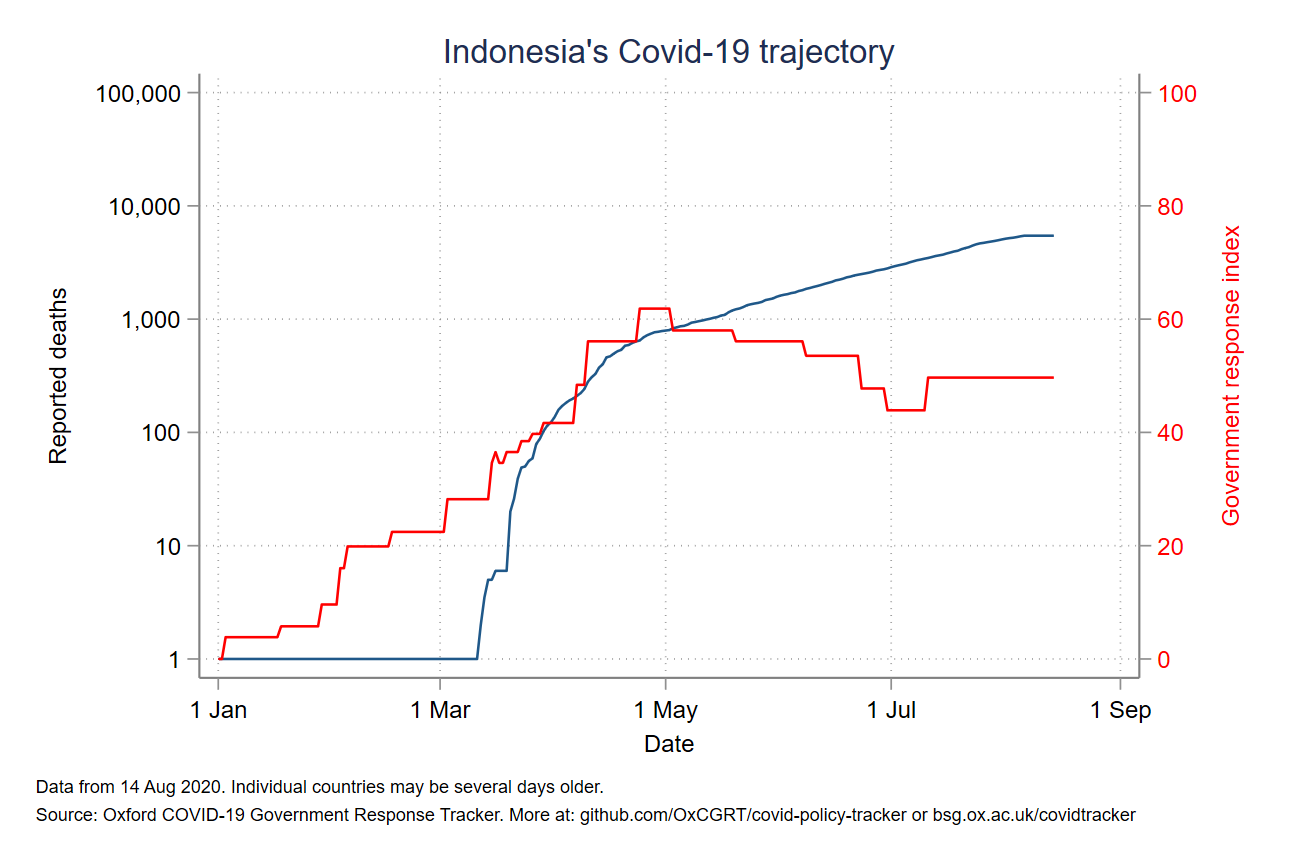 Indonesia's Covid-19 trajectory
100,000
10,000
1,000
100
10
1
Reported deaths
100
80
60
40
20
0
Government response index
1 Jan
1 Mar
1 May
1 Jul
1 Sep
Date
Data from 14 Aug 2020. Individual countries may be several days older.
Source: Oxford COVID-19 Government Response Tracker. More at: github.com/OxCGRT/covid-policy-tracker or bsg.ox.ac.uk/covidtracker